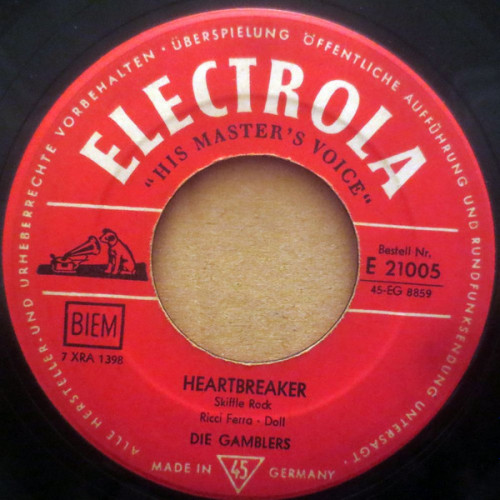 ALLE HERSTELLER- UND URHEBERRECHTE VORBEHALTEN · ÜBERSPIELUNG ÖFFENTLICHE AUFFÜHRUNG UND RUNDFUNKSENDUNG UNTERSAGT ·
ELECTROLA
"HIS MASTER'S VOICE"
Bestell Nr.
E 21005
45-EG 8859
BIEM
7 XRA 1398
HEARTBREAKER
Skiffle Rock
Ricci Ferra - Doll
DIE GAMBLERS
MADE IN 45 GERMANY